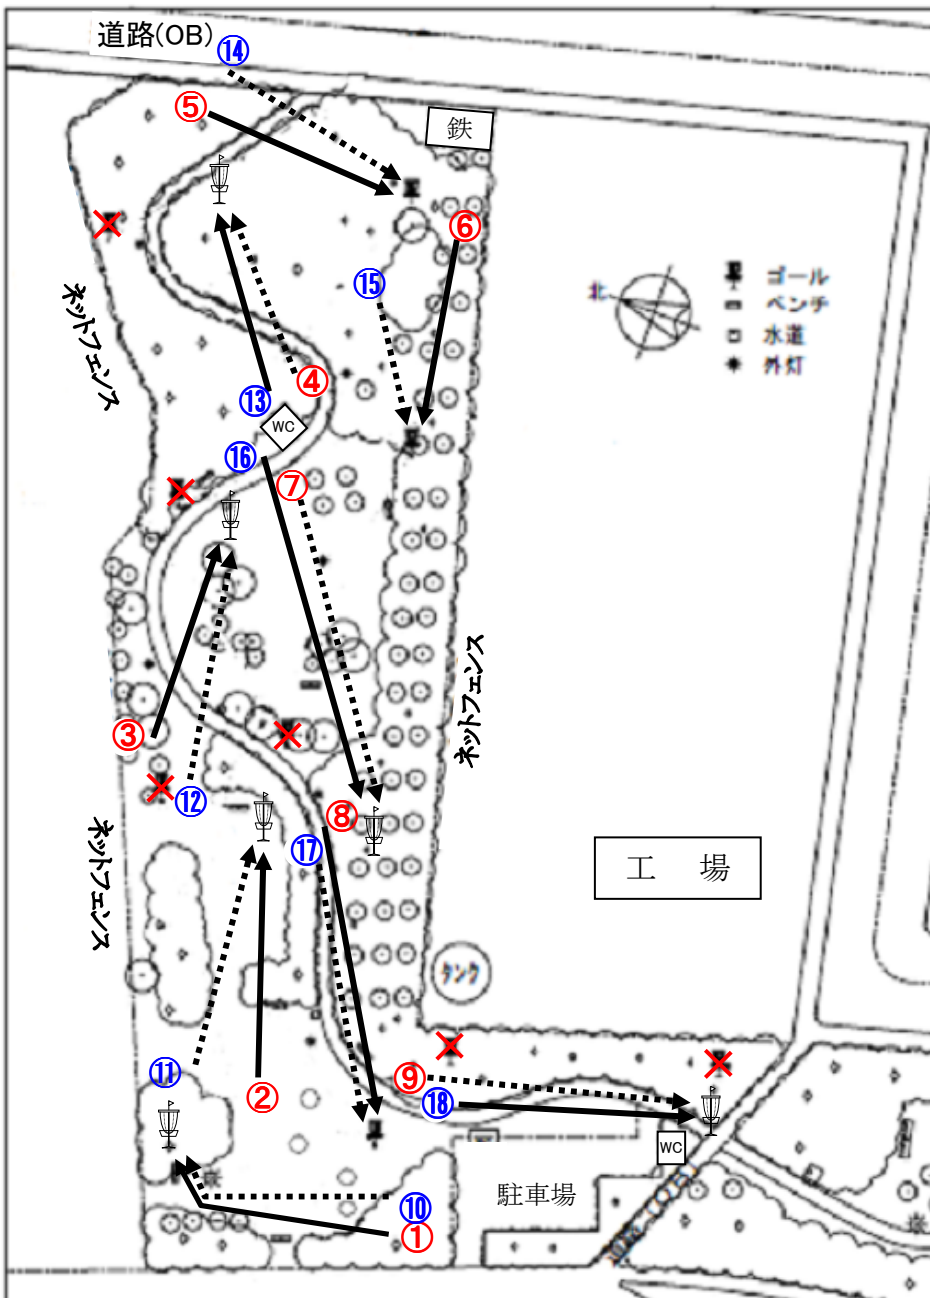 道路(OB)
⑭
⑤
鉄
⑥
⑮
北
ゴール
ベンチ
水道
外灯
ネットフェンス
④
⑬
WC
⑯
⑦
ネットフェンス
③
⑫
⑧
⑰
ネットフェンス
工 場
タンク
⑪
②
⑨
⑱
WC
駐車場
⑩
①